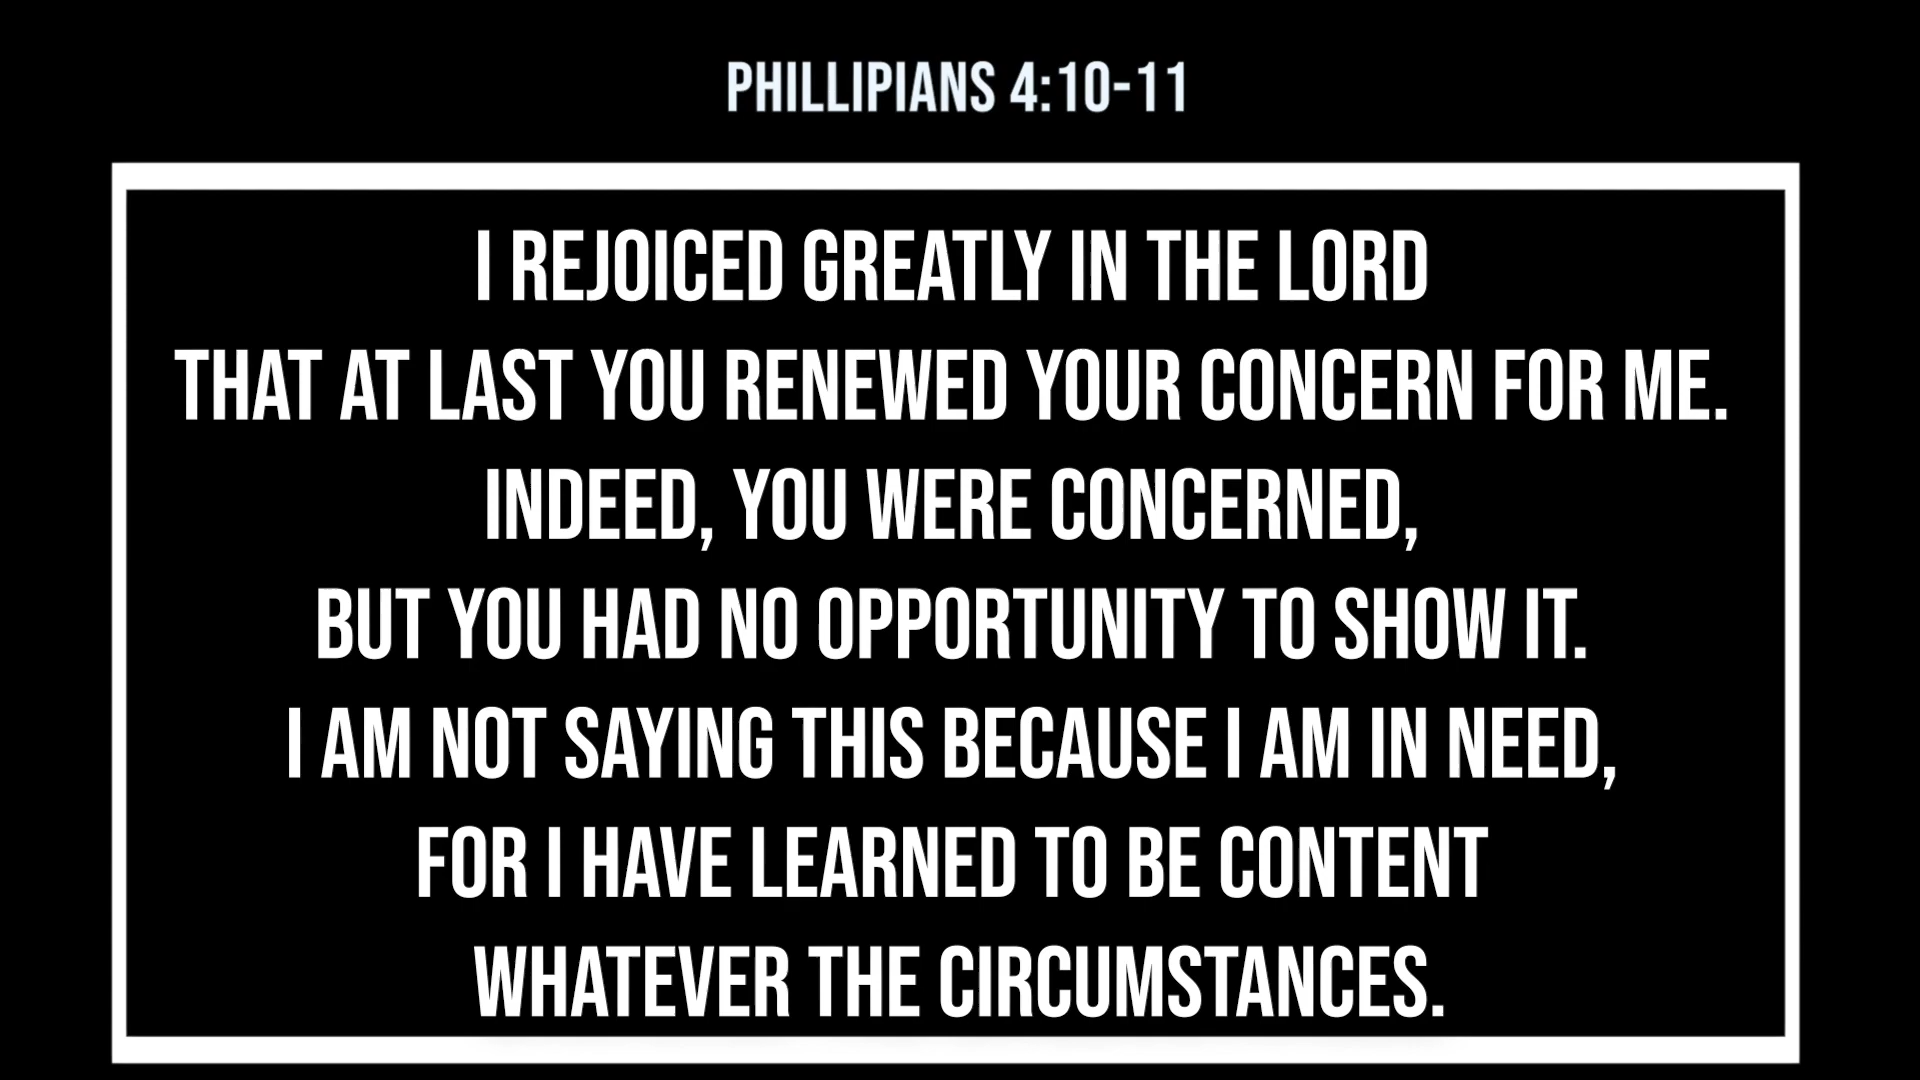 PHILLIPIANS 4:10-11
I REJOICED GREATLY IN THE LORD
THAT AT LAST YOU RENEWED YOUR CONCERN FOR ME.
INDEED, YOU WERE CONCERNED,
BUT YOU HAD NO OPPORTUNITY TO SHOW IT.
I AM NOT SAYING THIS BECAUSE I AM IN NEED,
FOR I HAVE LEARNED TO BE CONTENT
WHATEVER THE CIRCUMSTANCES.